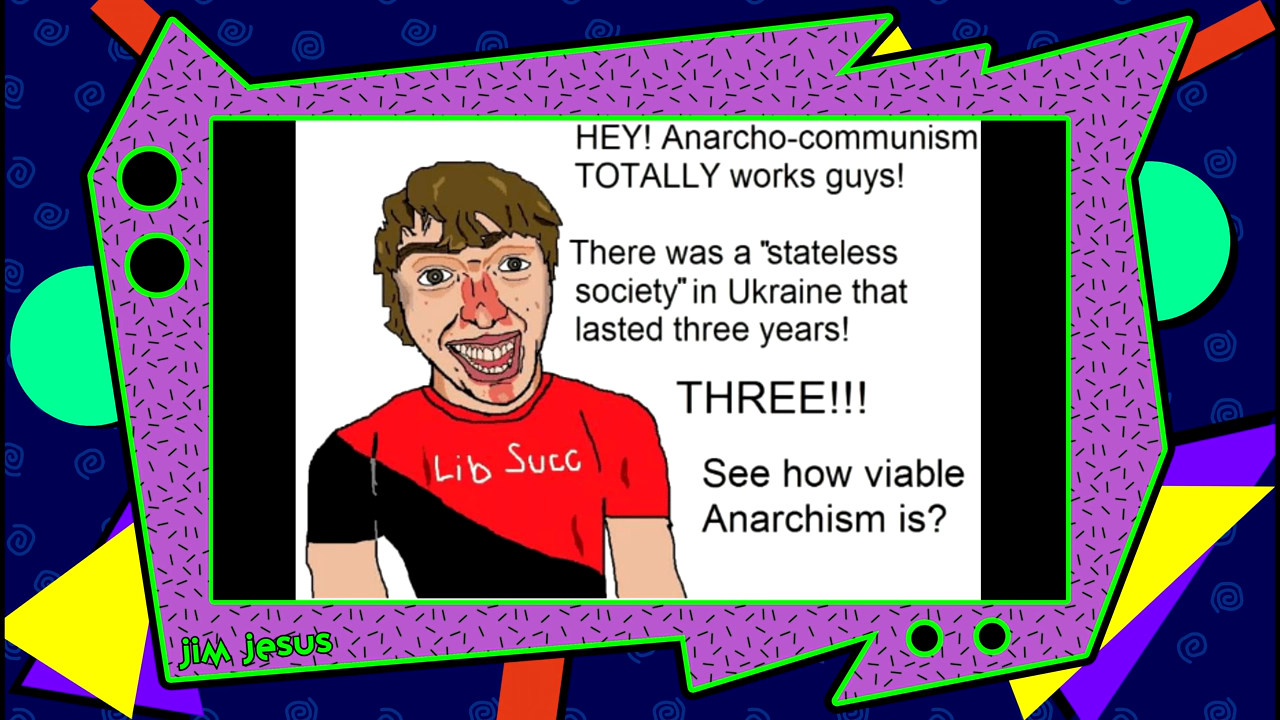 HEY! Anarcho-communism
TOTALLY works guys!
There was a "stateless
society" in Ukraine that
lasted three years!
THREE!!!
See how viable
Anarchism is?
Lib Succ
jim jesus